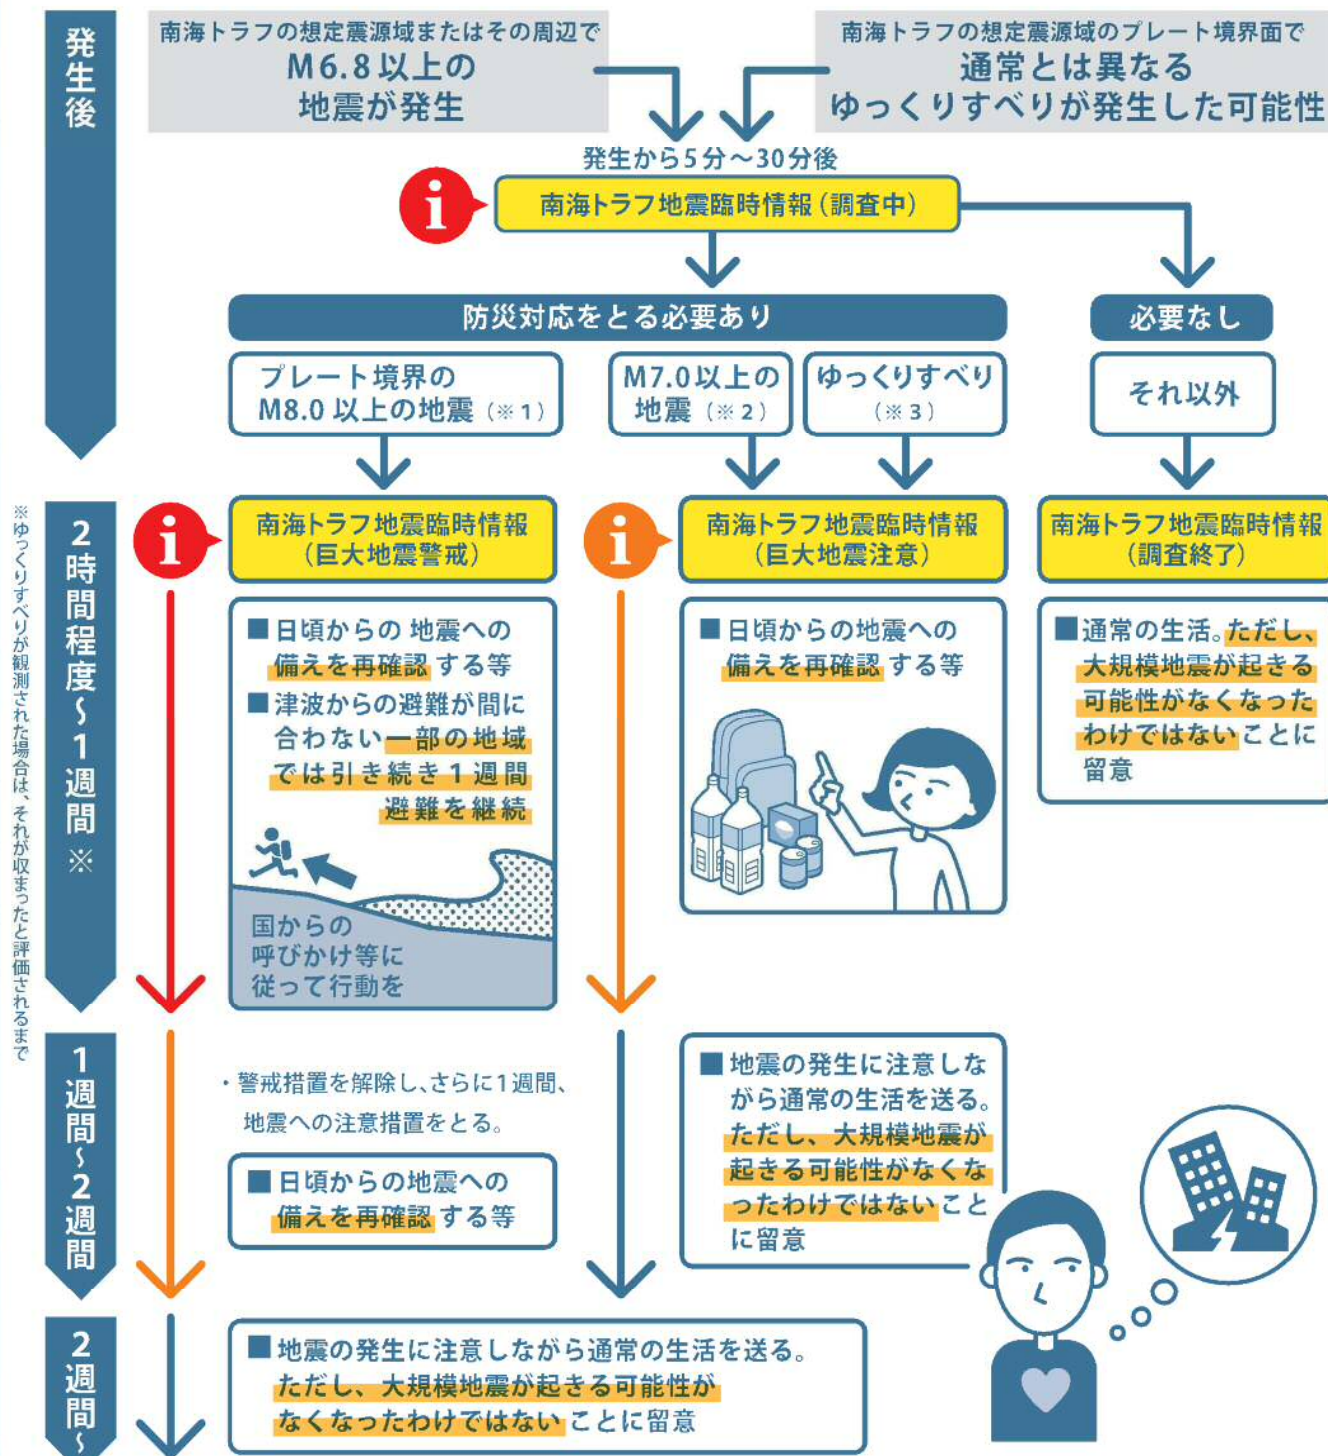 発生後
南海トラフの想定震源域またはその周辺で
M6.8以上の
地震が発生
南海トラフの想定震源域のプレート境界面で
通常とは異なる
ゆっくりすべりが発生した可能性
発生から5分～30分後
i
南海トラフ地震臨時情報(調査中)
防災対応をとる必要あり
必要なし
プレート境界の
M8.0以上の地震(※1)
M7.0以上の
地震(※2)
ゆっくりすべり
(※3)
それ以外
2時間程度～1週間※
※ゆっくりすべりが観測された場合は、それが収まったと評価されるまで
i
南海トラフ地震臨時情報
(巨大地震警戒)
i
南海トラフ地震臨時情報
(巨大地震注意)
南海トラフ地震臨時情報
(調査終了)
■日頃からの 地震への
備えを再確認 する等
■津波からの避難が間に
合わない一部の地域
では引き続き1週間
避難を継続
国からの
呼びかけ等に
従って行動を
■日頃からの地震への
備えを再確認 する等
■通常の生活。ただし、
大規模地震が起きる
可能性がなくなった
わけではないことに
留意
1週間～2週間
・警戒措置を解除し、さらに1週間、
地震への注意措置をとる。
■日頃からの地震への
備えを再確認 する等
■地震の発生に注意しな
がら通常の生活を送る。
ただし、大規模地震が
起きる可能性がなくな
ったわけではないこと
に留意
2週間～
■地震の発生に注意しながら通常の生活を送る。
ただし、大規模地震が起きる可能性が
なくなったわけではない ことに留意